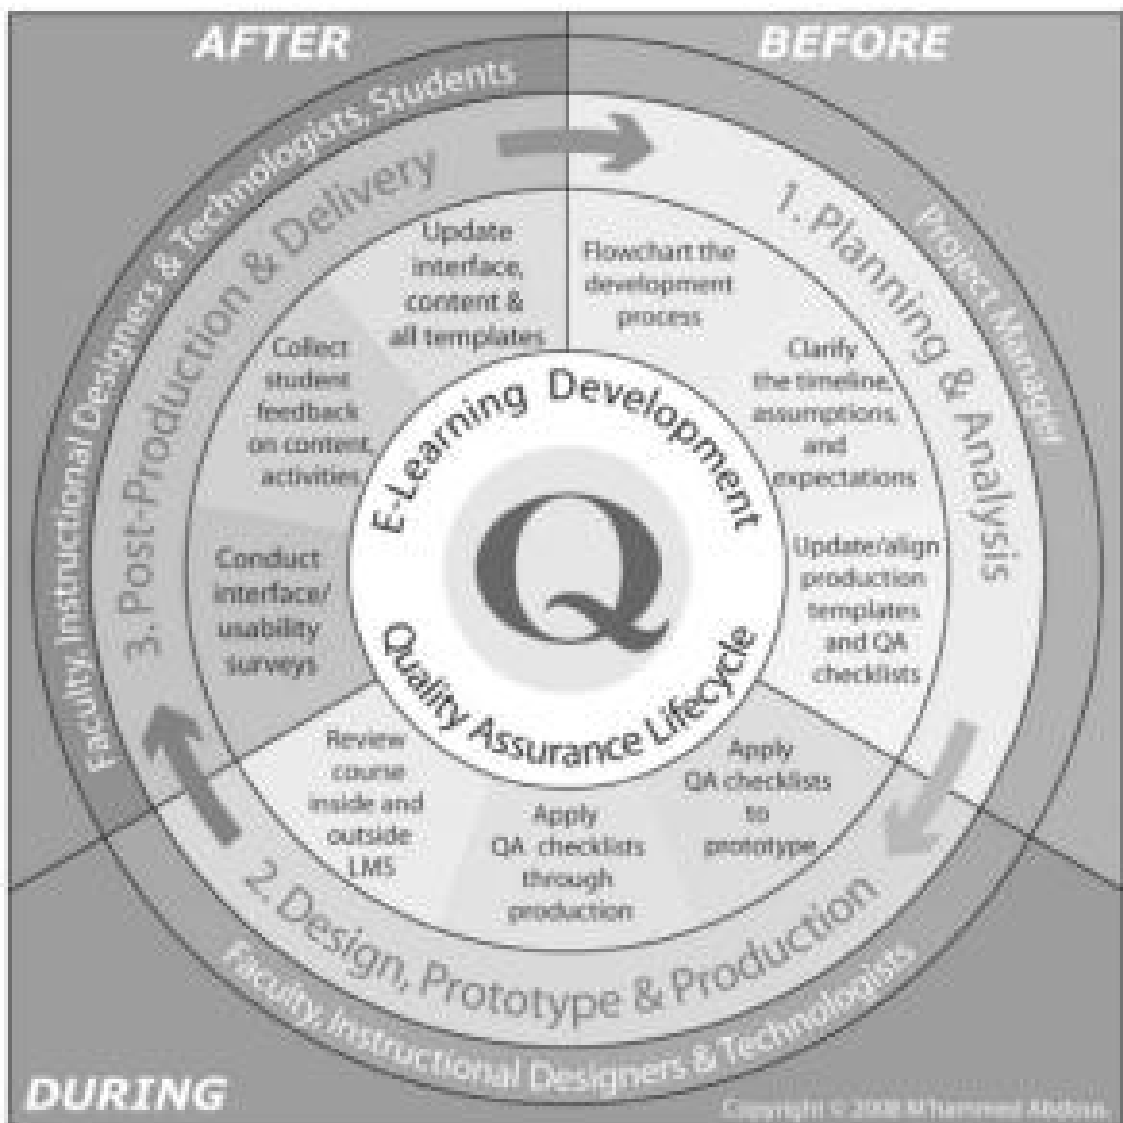 AFTER
BEFORE
Faculty, Instructional Designers & Technologists, Students
Project Manager
1. Planning & Analysis
3. Post-Production & Delivery
Flowchart the
development
process
Clarify
the timeline,
assumptions,
and
expectations
Update/align
production
templates
and QA
checklists
Apply
QA checklists
to
prototype
Apply
QA checklists
through
production
Review
course
inside and
outside
LMS
Conduct
interface/
usability
surveys
Collect
student
feedback
on content,
activities
Update
interface,
content &
all templates
E-Learning Development
Q
Quality Assurance Lifecycle
2. Design, Prototype & Production
Faculty, Instructional Designers & Technologists
DURING
Copyright © 2008 M'hammed Abdous.